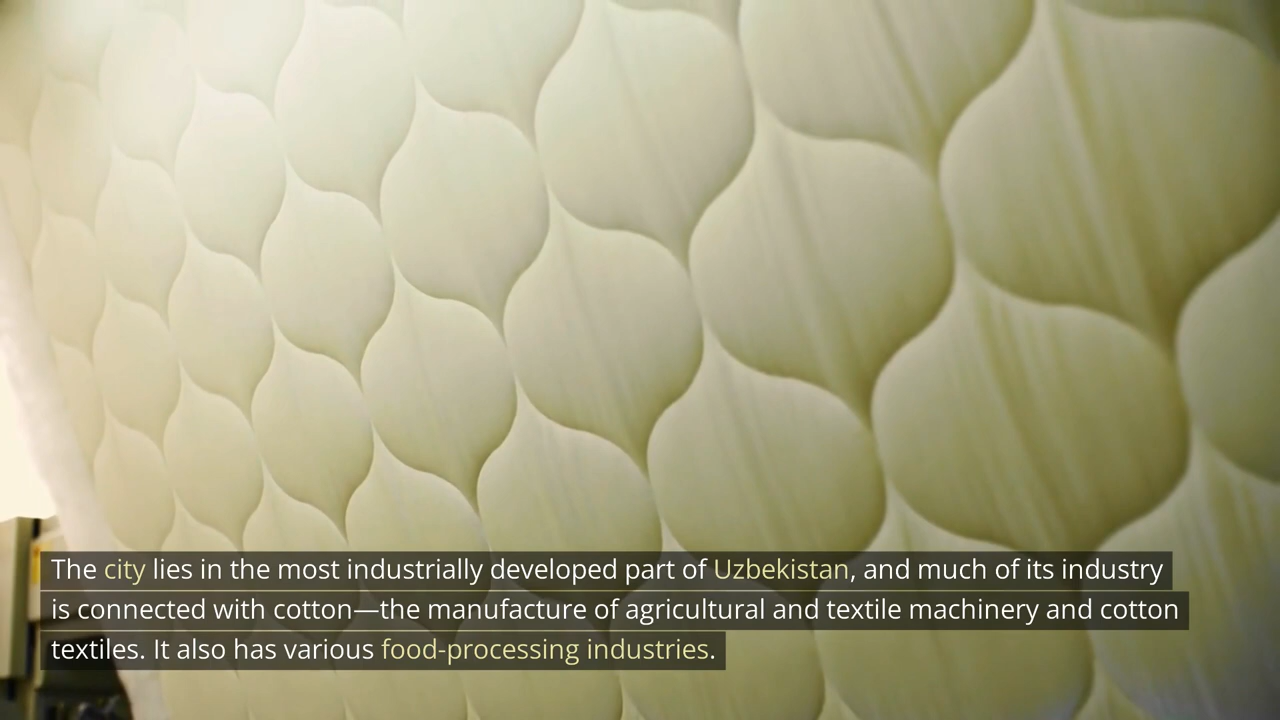 The city lies in the most industrially developed part of Uzbekistan, and much of its industry
is connected with cotton—the manufacture of agricultural and textile machinery and cotton
textiles. It also has various food-processing industries.